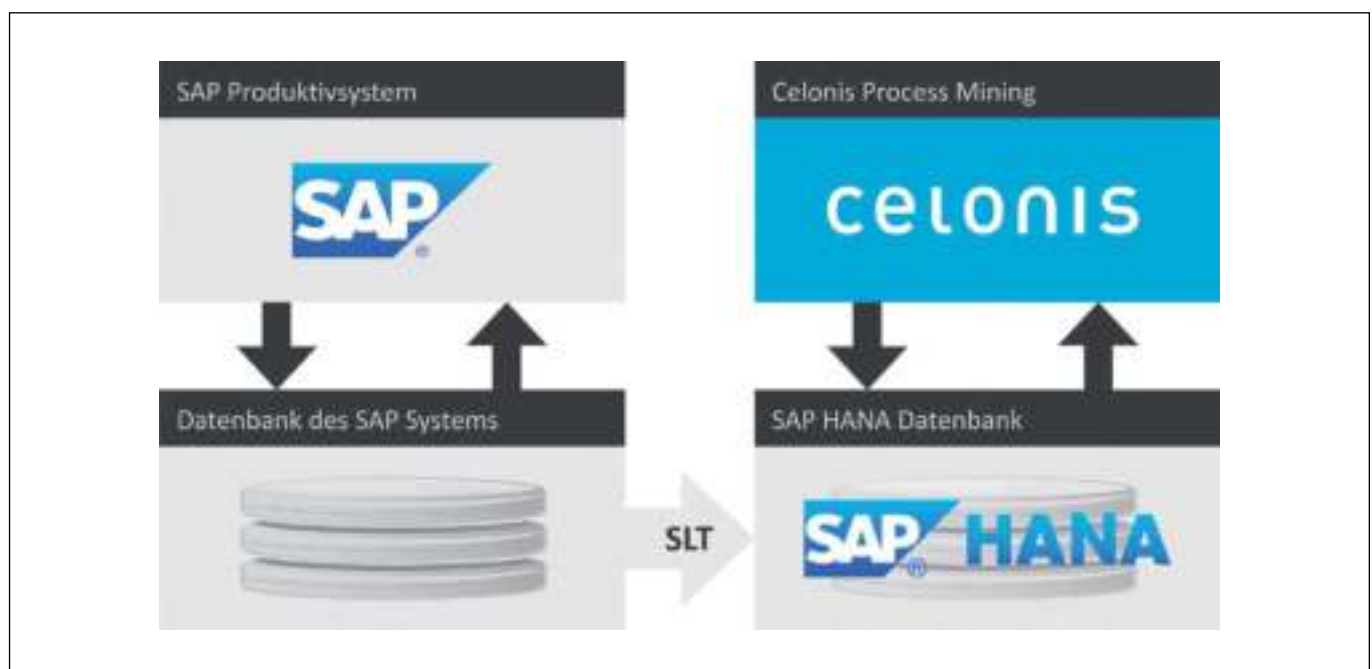 SAP Produktivsystem
SAP
®
Celonis Process Mining
celonis
Datenbank des SAP Systems
SLT
SAP HANA Datenbank
SAP® HANA